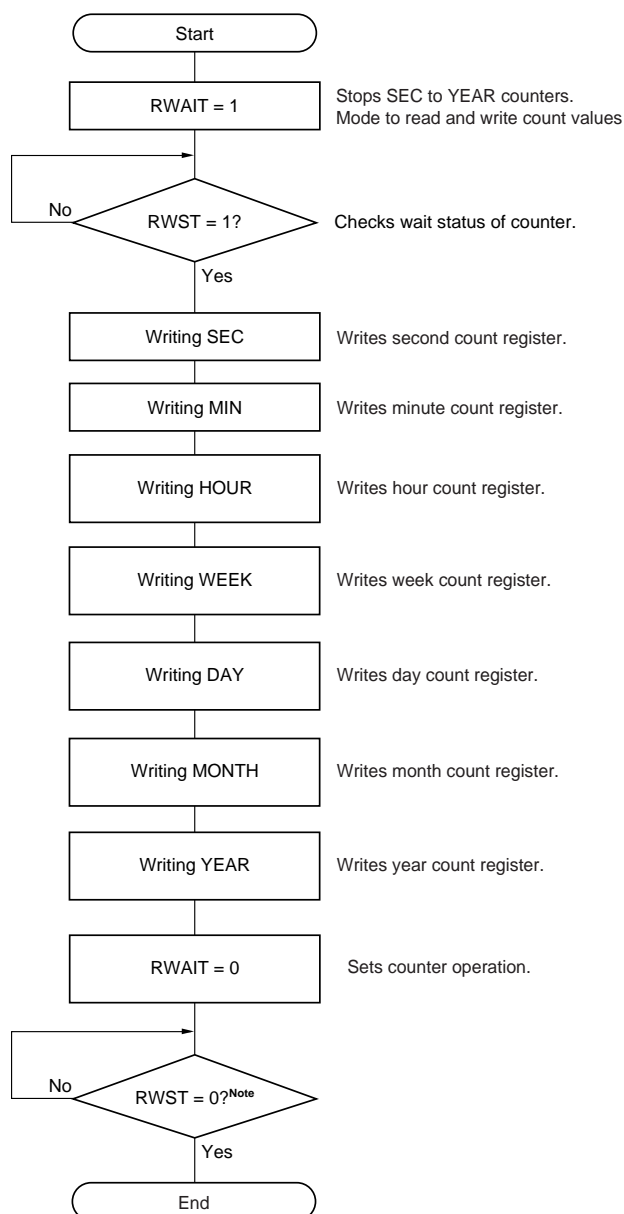 Start
RWAIT = 1
Stops SEC to YEAR counters.
Mode to read and write count values
No
RWST = 1?
Checks wait status of counter.
Yes
Writing SEC
Writes second count register.
Writing MIN
Writes minute count register.
Writing HOUR
Writes hour count register.
Writing WEEK
Writes week count register.
Writing DAY
Writes day count register.
Writing MONTH
Writes month count register.
Writing YEAR
Writes year count register.
RWAIT = 0
Sets counter operation.
No
RWST = 0?Note
Yes
End